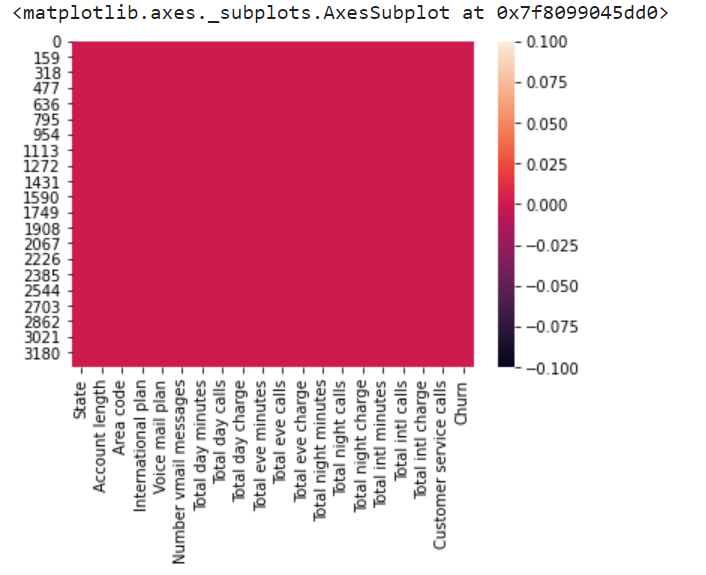 <matplotlib.axes._subplots.AxesSubplot at 0x7f8099045dd0>
0
159
318
477
636
795
954
1113
1272
1431
1590
1749
1908
2067
2226
2385
2544
2703
2862
3021
3180
0.100
0.075
0.050
0.025
0.000
−0.025
−0.050
−0.075
−0.100
State
Account length
Area code
International plan
Voice mail plan
Number vmail messages
Total day minutes
Total day calls
Total day charge
Total eve minutes
Total eve calls
Total eve charge
Total night minutes
Total night calls
Total night charge
Total intl minutes
Total intl calls
Total intl charge
Customer service calls
Churn